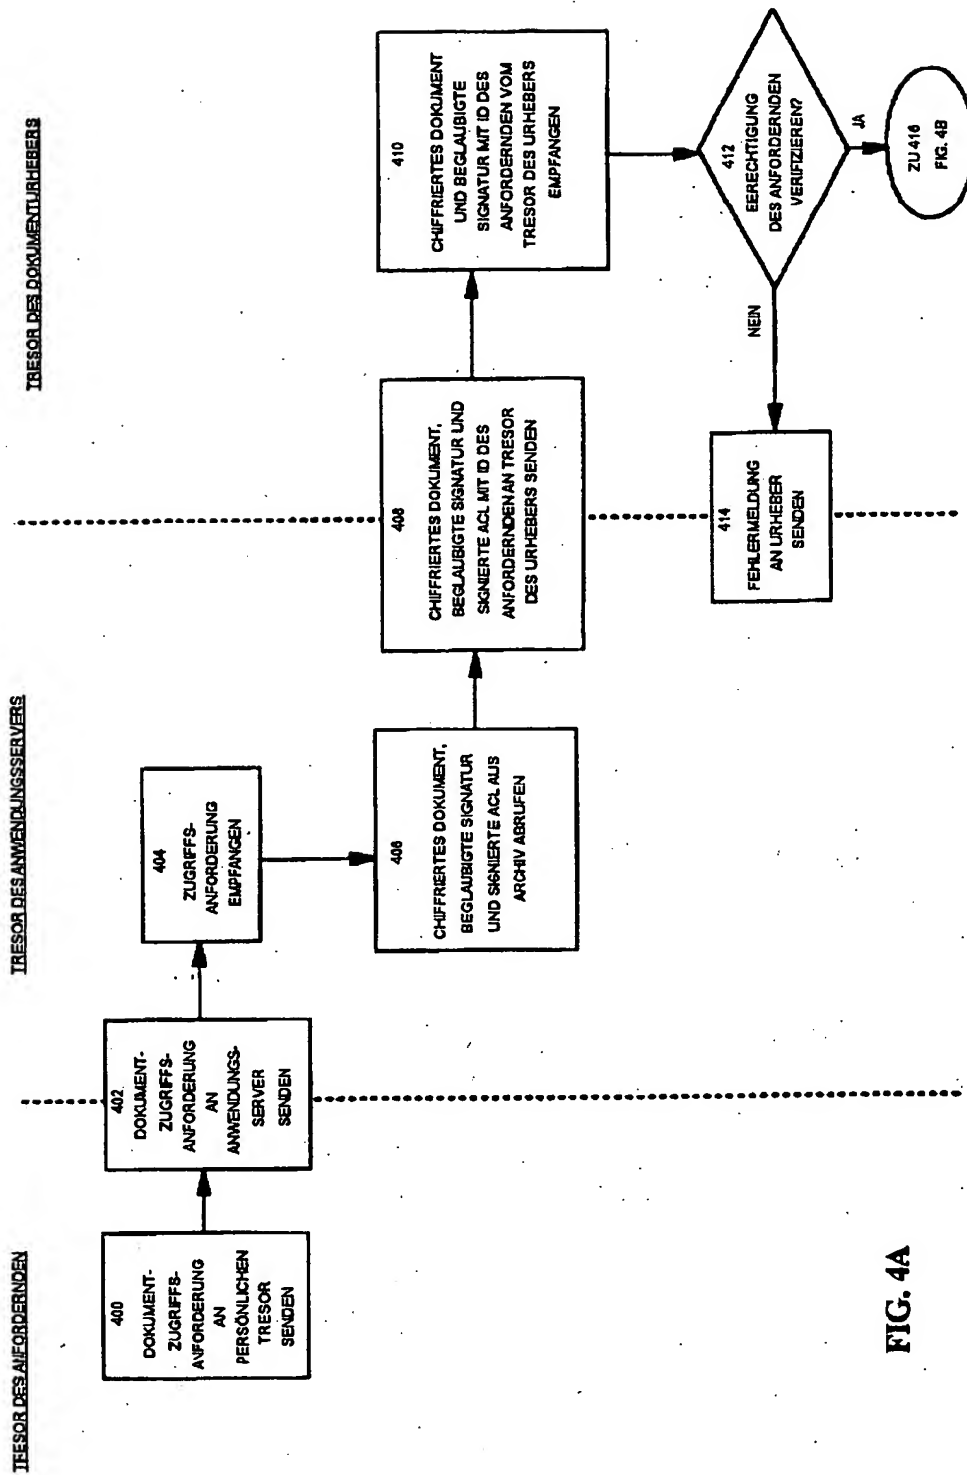 TRESOR DES ANFORDERNDEN
TRESOR DES ANWENDUNGSSERVERS
TRESOR DES DOKUMENTURHEBERS
400
DOKUMENT-
ZUGRIFFS-
ANFORDERUNG
AN
PERSÖNLICHEN
TRESOR
SENDEN
402
DOKUMENT-
ZUGRIFFS-
ANFORDERUNG
AN
ANWENDUNGS-
SERVER
SENDEN
404
ZUGRIFFS-
ANFORDERUNG
EMPFANGEN
406
CHIFFRIERTES DOKUMENT,
BEGLAUBIGTE SIGNATUR
UND SIGNIERTE ACL AUS
ARCHIV ABRUFEN
408
CHIFFRIERTES DOKUMENT,
BEGLAUBIGTE SIGNATUR UND
SIGNIERTE ACL MIT ID DES
ANFORDERNDEN AN TRESOR
DES URHEBERS SENDEN
410
CHIFFRIERTES DOKUMENT
UND BEGLAUBIGTE
SIGNATUR MIT ID DES
ANFORDERNDEN VOM
TRESOR DES URHEBERS
EMPFANGEN
412
EERECHTIGUNG
DES ANFORDERNDEN
VERIFIZIEREN?
NEIN
JA
414
FEHLERMELDUNG
AN URHEBER
SENDEN
ZU 416
FIG. 4B
FIG. 4A